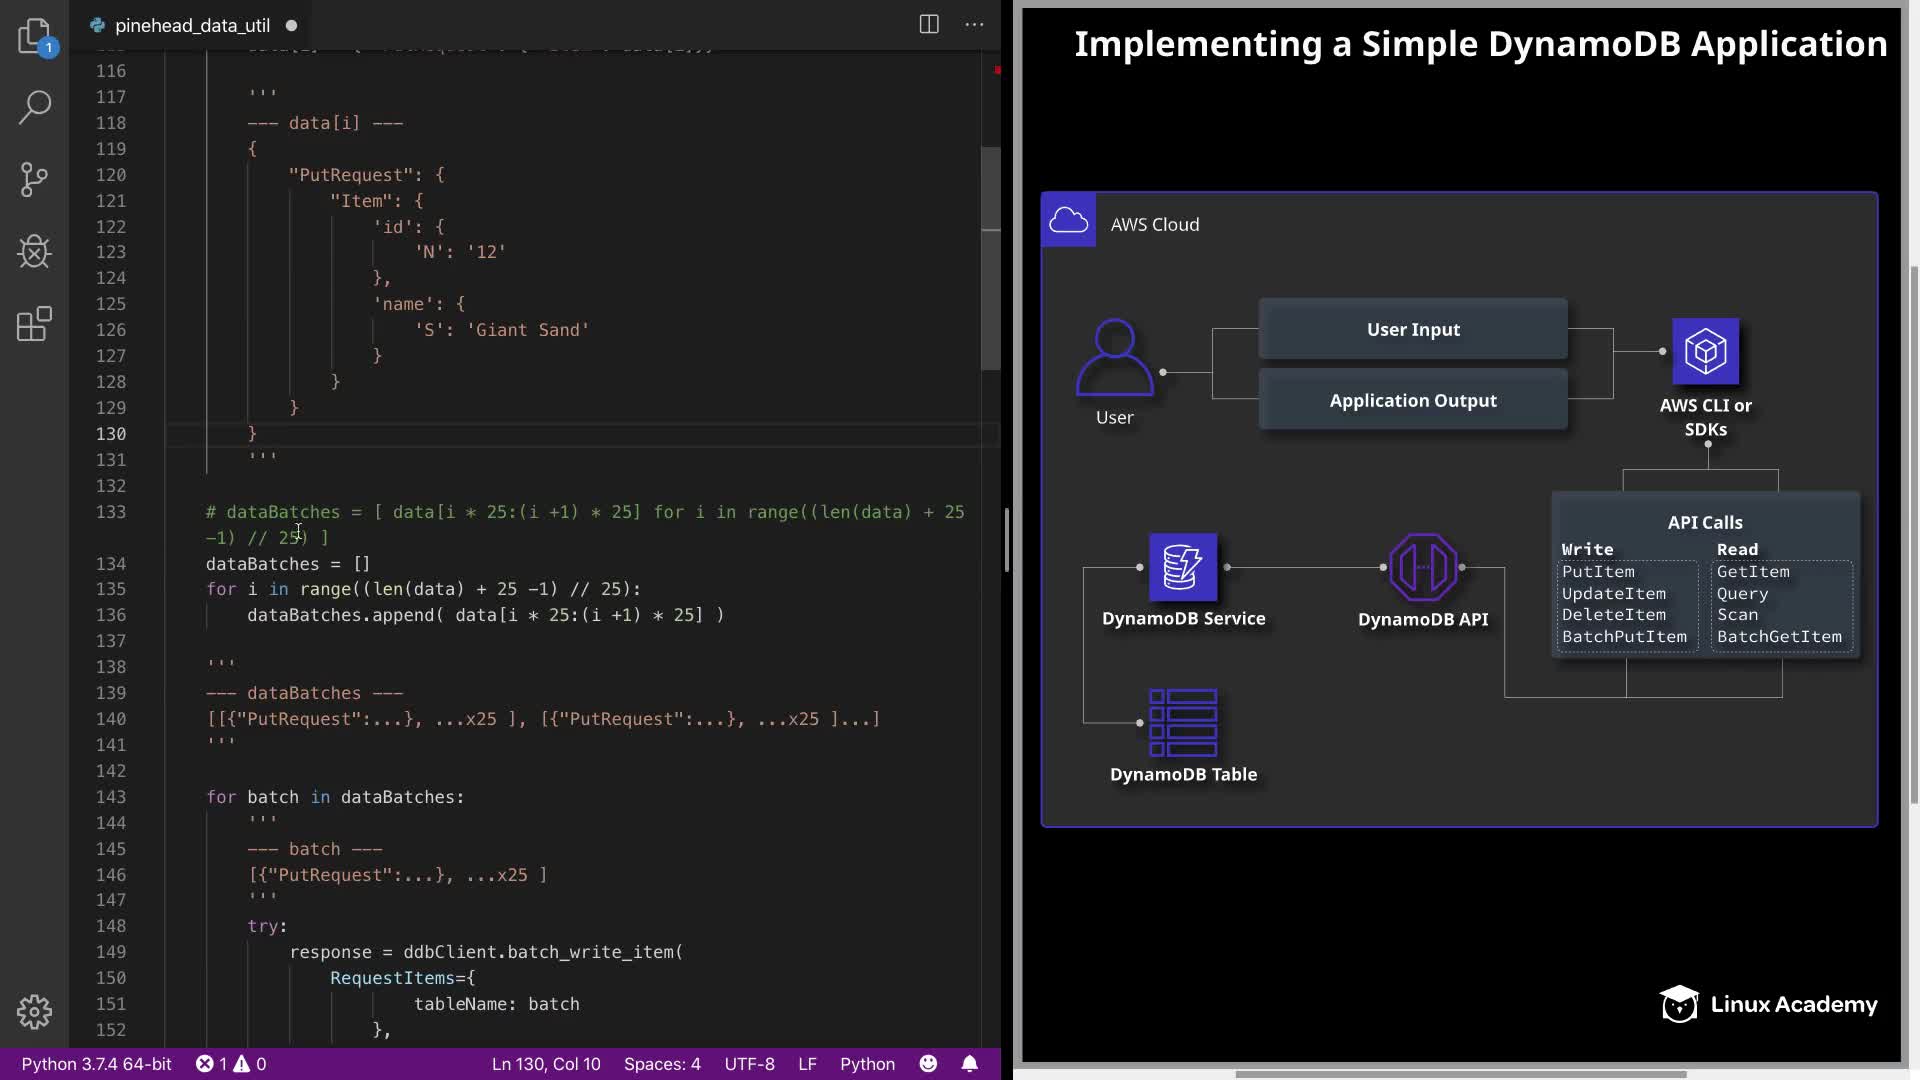 1
pinehead_data_util
116
117 '''
118 --- data[i] ---
119 {
120 "PutRequest": {
121 "Item": {
122 'id': {
123 'N': '12'
124 },
125 'name': {
126 'S': 'Giant Sand'
127 }
128 }
129 }
130 }
131 '''
132
133 # dataBatches = [ data[i * 25:(i +1) * 25] for i in range((len(data) + 25
-1) // 25) ]
134 dataBatches = []
135 for i in range((len(data) + 25 -1) // 25):
136 dataBatches.append( data[i * 25:(i +1) * 25] )
137
138 '''
139 --- dataBatches ---
140 [[{"PutRequest":...}, ...x25 ], [{"PutRequest":...}, ...x25 ]...]
141 '''
142
143 for batch in dataBatches:
144 '''
145 --- batch ---
146 [{"PutRequest":...}, ...x25 ]
147 '''
148 try:
149 response = ddbClient.batch_write_item(
150 RequestItems={
151 tableName: batch
152 },
Python 3.7.4 64-bit 1 0 Ln 130, Col 10 Spaces: 4 UTF-8 LF Python
Implementing a Simple DynamoDB Application
AWS Cloud
User Input
Application Output
User
AWS CLI or
SDKs
API Calls
Write Read
PutItem GetItem
UpdateItem Query
DeleteItem Scan
BatchPutItem BatchGetItem
DynamoDB Service
DynamoDB API
DynamoDB Table
Linux Academy